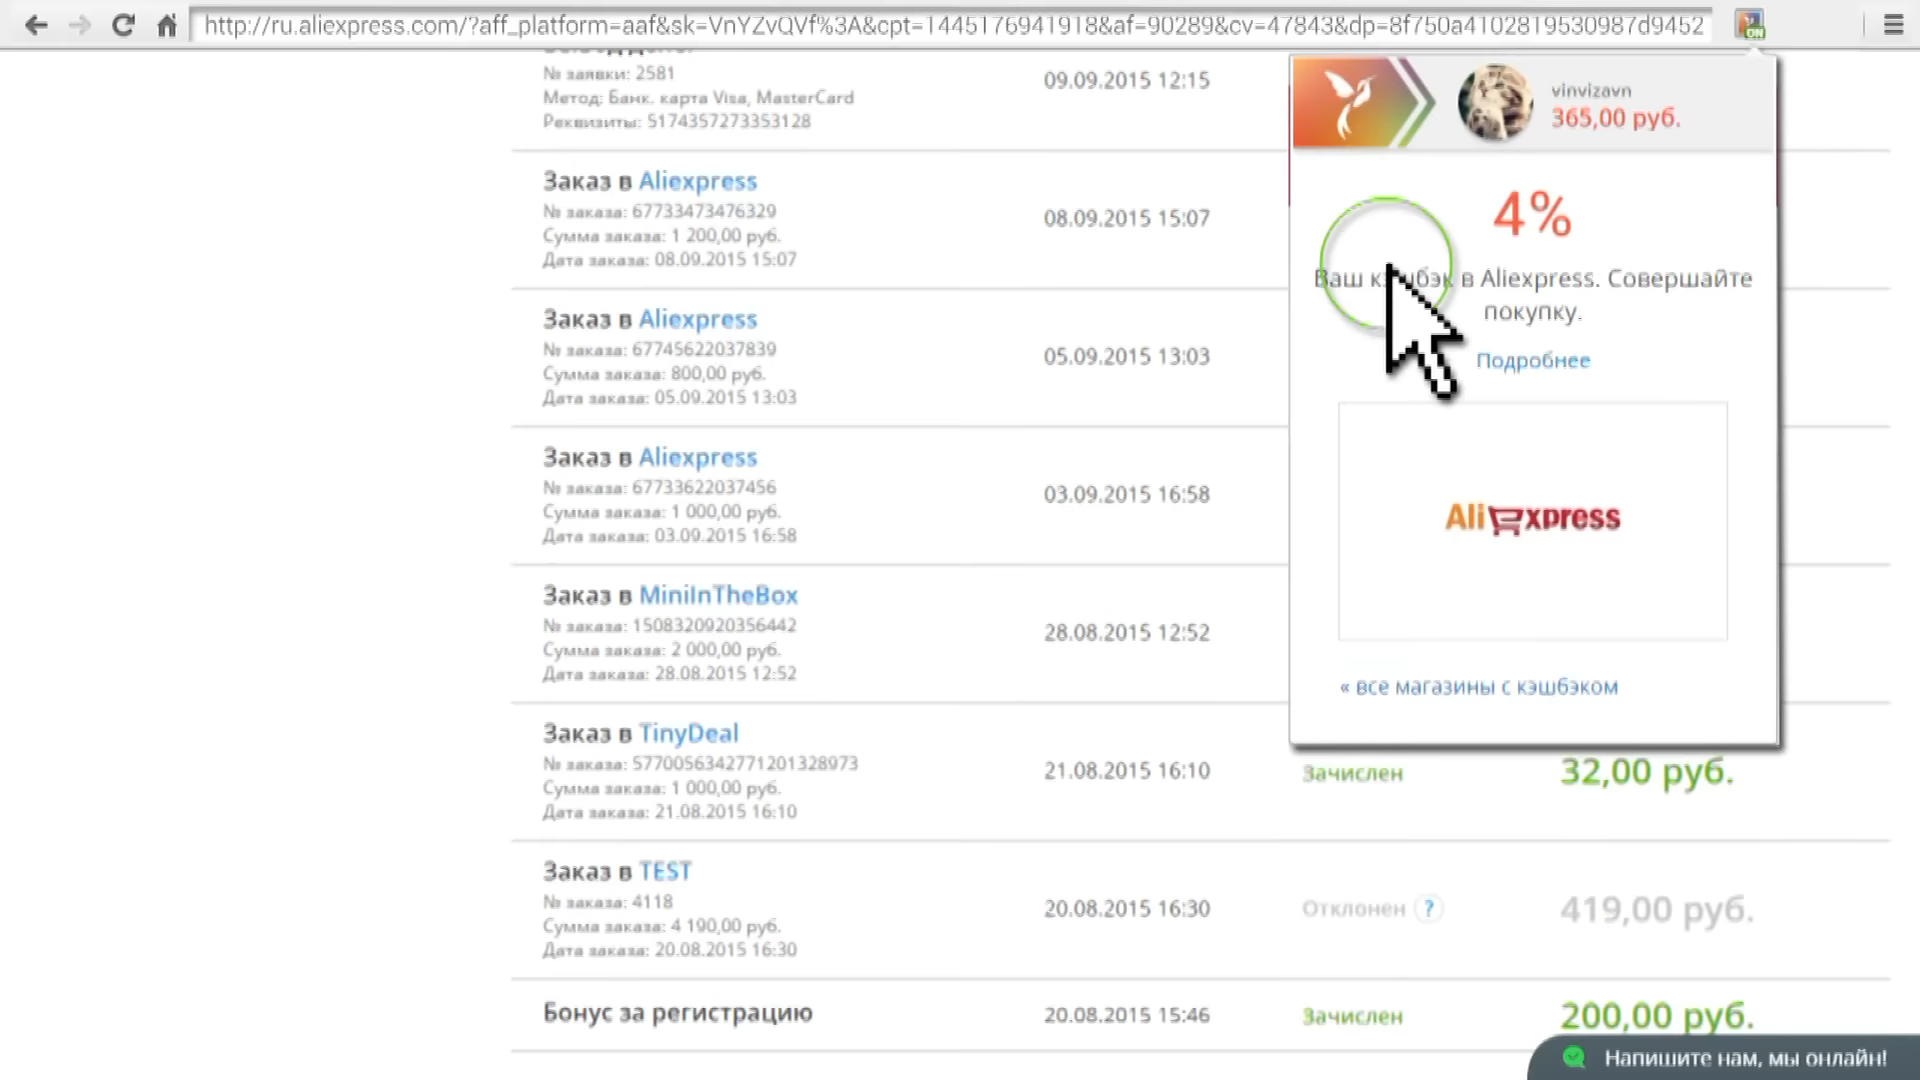 http://ru.aliexpress.com/?aff_platform=aaf&sk=VnYZvQVf%3A&cpt=1445176941918&af=90289&cv=47843&dp=8f750a4102819530987d9452
ON
№ заявки: 2581
Метод: Банк. карта Visa, MasterCard
Реквизиты: 5174357273353128
09.09.2015 12:15
vinvizavn
365,00 руб.
4%
Ваш кэшбэк в Aliexpress. Совершайте
покупку.
Подробнее
AliExpress
« все магазины с кэшбэком
Заказ в Aliexpress
№ заказа: 67733473476329
Сумма заказа: 1 200,00 руб.
Дата заказа: 08.09.2015 15:07
08.09.2015 15:07
Заказ в Aliexpress
№ заказа: 67745622037839
Сумма заказа: 800,00 руб.
Дата заказа: 05.09.2015 13:03
05.09.2015 13:03
Заказ в Aliexpress
№ заказа: 67733622037456
Сумма заказа: 1 000,00 руб.
Дата заказа: 03.09.2015 16:58
03.09.2015 16:58
Заказ в MiniInTheBox
№ заказа: 1508320920356442
Сумма заказа: 2 000,00 руб.
Дата заказа: 28.08.2015 12:52
28.08.2015 12:52
Заказ в TinyDeal
№ заказа: 57700563427712013​28973
Сумма заказа: 1 000,00 руб.
Дата заказа: 21.08.2015 16:10
21.08.2015 16:10
Зачислен
32,00 руб.
Заказ в TEST
№ заказа: 4118
Сумма заказа: 4 190,00 руб.
Дата заказа: 20.08.2015 16:30
20.08.2015 16:30
Отклонен ?
419,00 руб.
Бонус за регистрацию
20.08.2015 15:46
Зачислен
200,00 руб.
Напишите нам, мы онлайн!